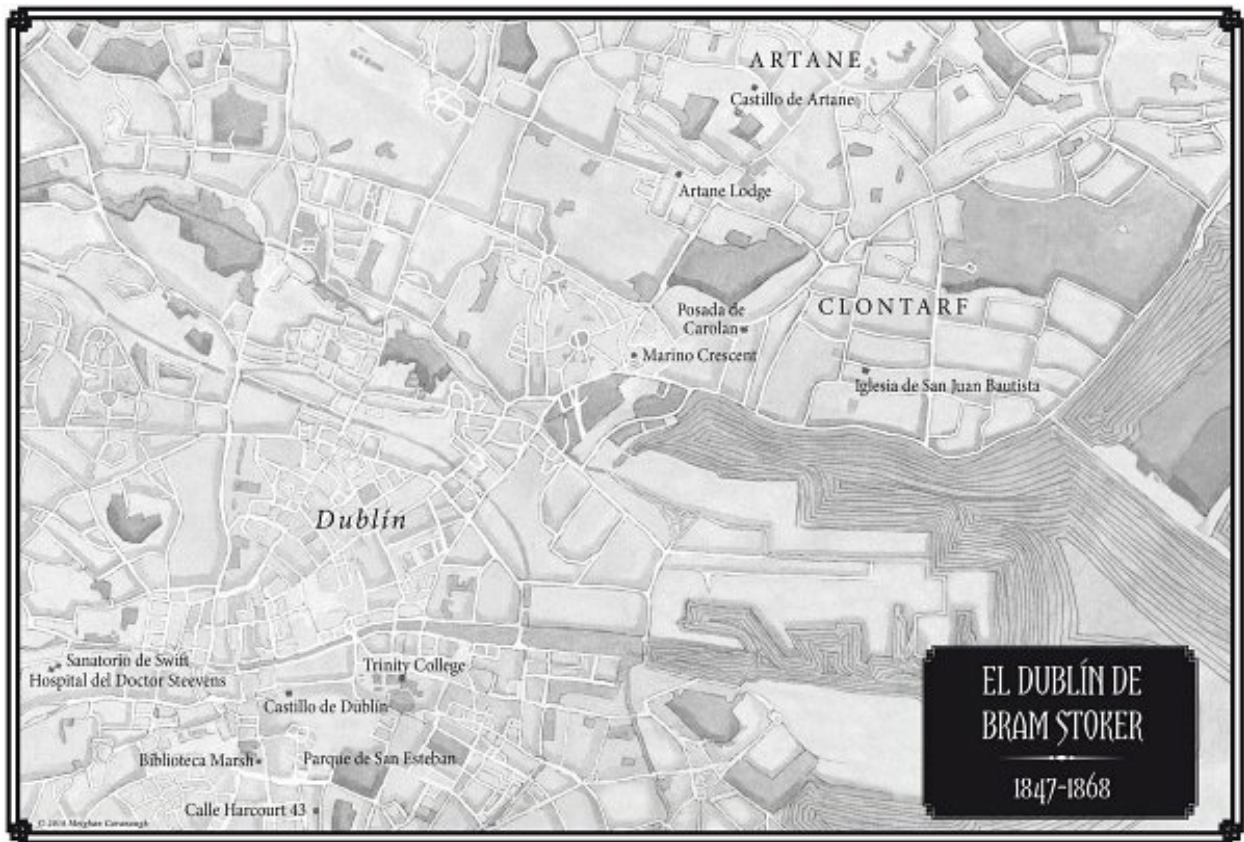 ARTANE
Castillo de Artane
Artane Lodge
Posada de
Carolan
CLONTARF
Marino Crescent
Iglesia de San Juan Bautista
Dublín
Sanatorio de Swift
Hospital del Doctor Steevens
Trinity College
Castillo de Dublín
Biblioteca Marsh
Parque de San Esteban
Calle Harcourt 43
EL DUBLÍN DE
BRAM STOKER
1847-1868
Meighan Cavanaugh